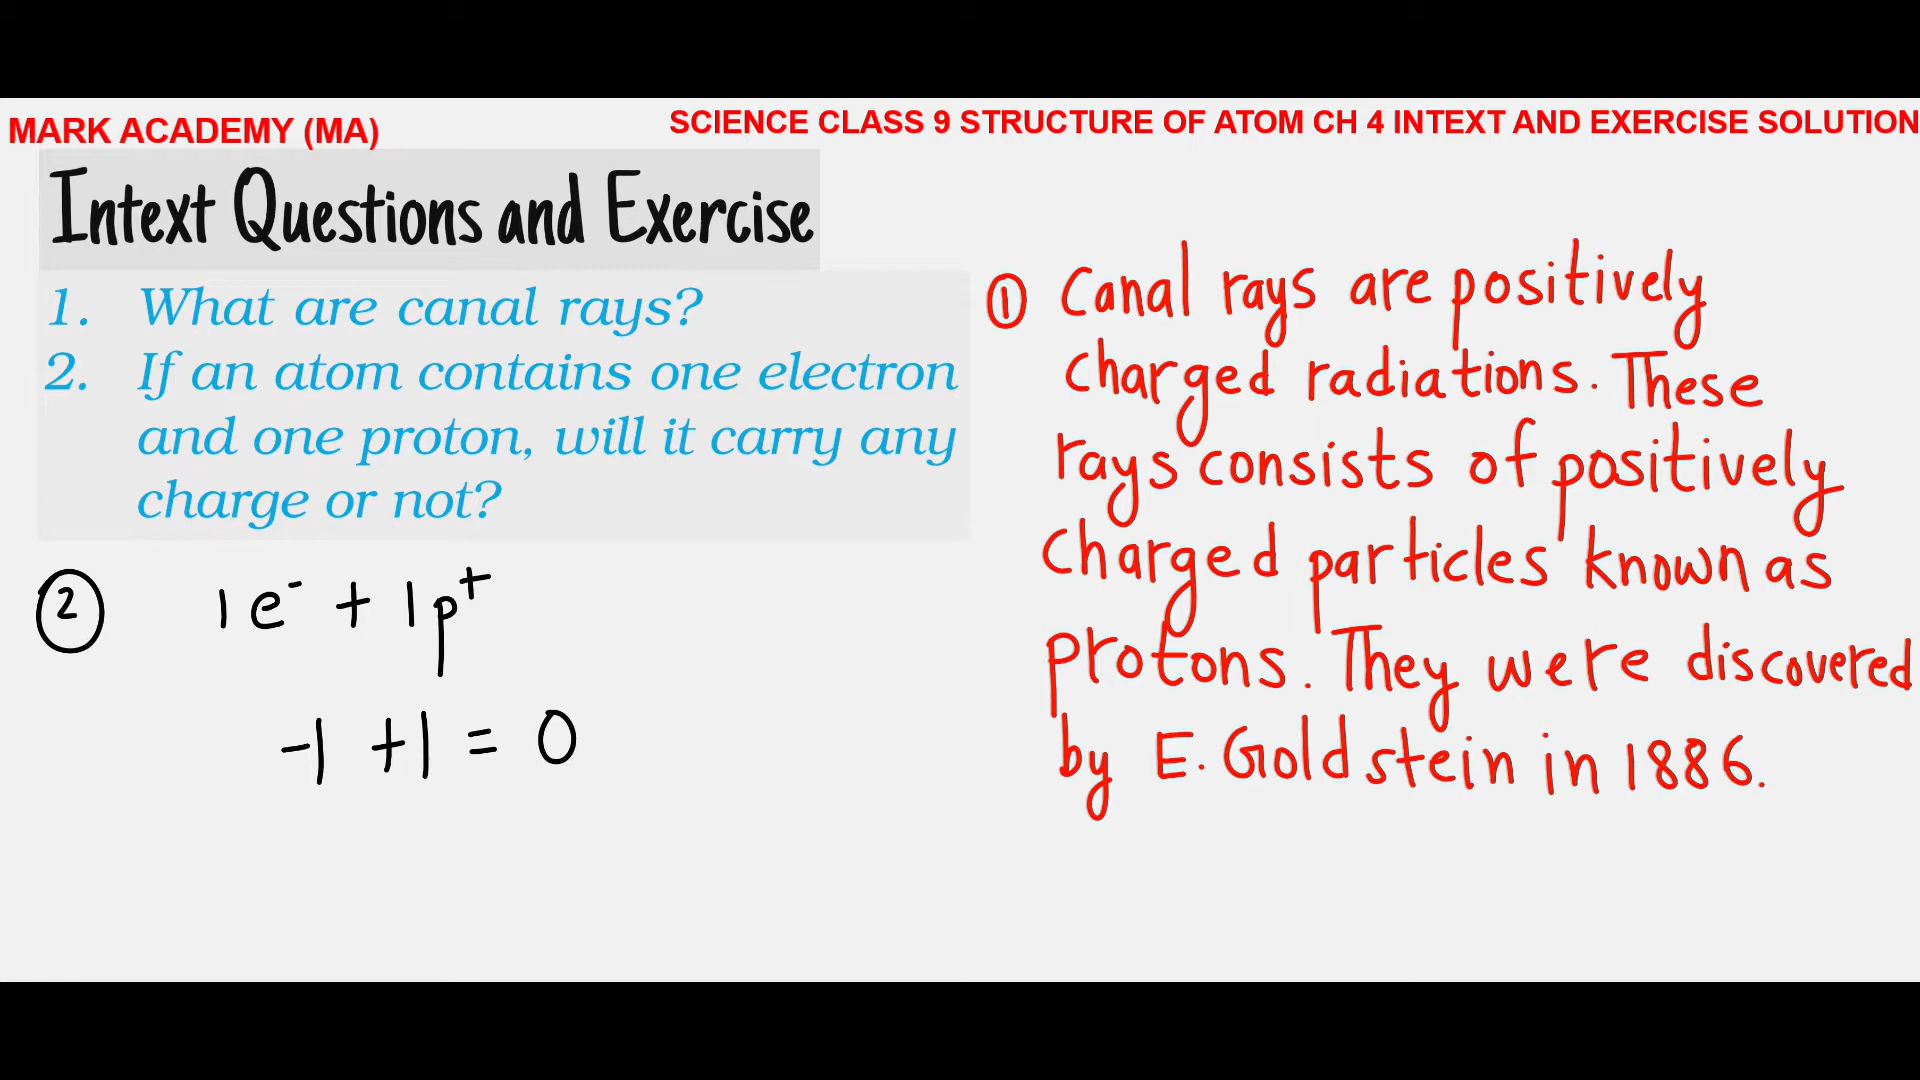 MARK ACADEMY (MA)
SCIENCE CLASS 9 STRUCTURE OF ATOM CH 4 INTEXT AND EXERCISE SOLUTION
Intext Questions and Exercise
1. What are canal rays?
2. If an atom contains one electron
and one proton, will it carry any
charge or not?
② 1 e⁻ + 1 p⁺
-1 +1 = 0
① Canal rays are positively
charged radiations. These
rays consists of positively
charged particles known as
protons. They were discovered
by E. Goldstein in 1886.